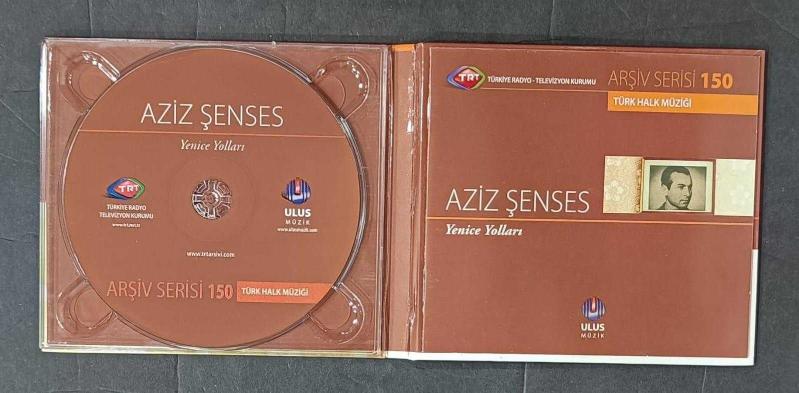 AZİZ ŞENSES
Yenice Yolları
TRT
TÜRKİYE RADYO
TELEVİZYON KURUMU
www.trt.net.tr
ULUS
MÜZİK
www.ulusmuzik.com
www.trtarsivi.com
ARŞİV SERİSİ 150
TÜRK HALK MÜZİĞİ
TRT
TÜRKİYE RADYO - TELEVİZYON KURUMU
ARŞİV SERİSİ 150
TÜRK HALK MÜZİĞİ
AZİZ ŞENSES
Yenice Yolları
ULUS
MÜZİK